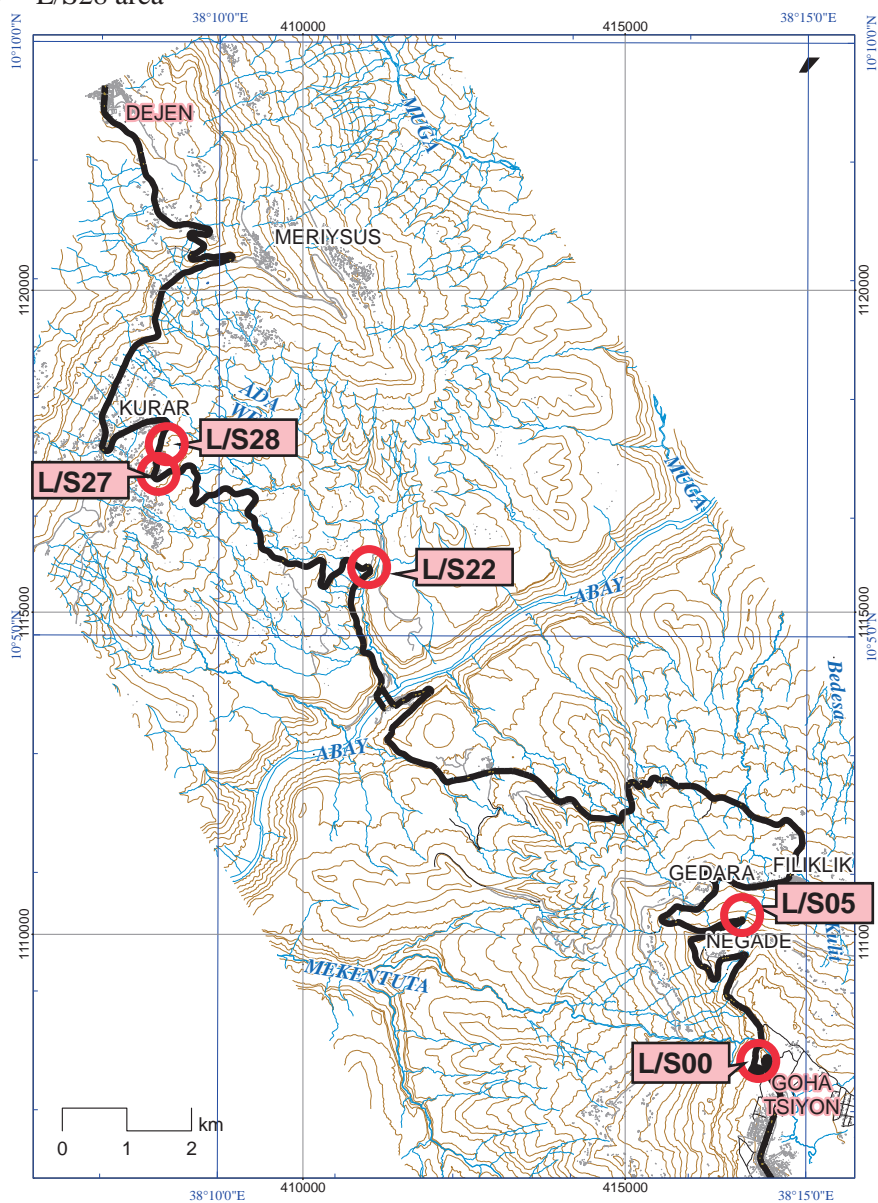 L/S28 area
38°10'0"E
410000
415000
38°15'0"E
10°10'0"N
10°10'0"N
DEJEN
MUGA
MERIYSUS
1120000
1120000
ADA
KURAR
L/S28
L/S27
MUGA
L/S22
ABAY
1115000
1115000
10°5'0"N
10°5'0"N
Bedesa
ABAY
GEDARA
FILIKLIK
L/S05
NEGADE
Kulit
1110000
1110000
MEKENTUTA
L/S00
GOHA
TSIYON
km
0 1 2
38°10'0"E
410000
415000
38°15'0"E